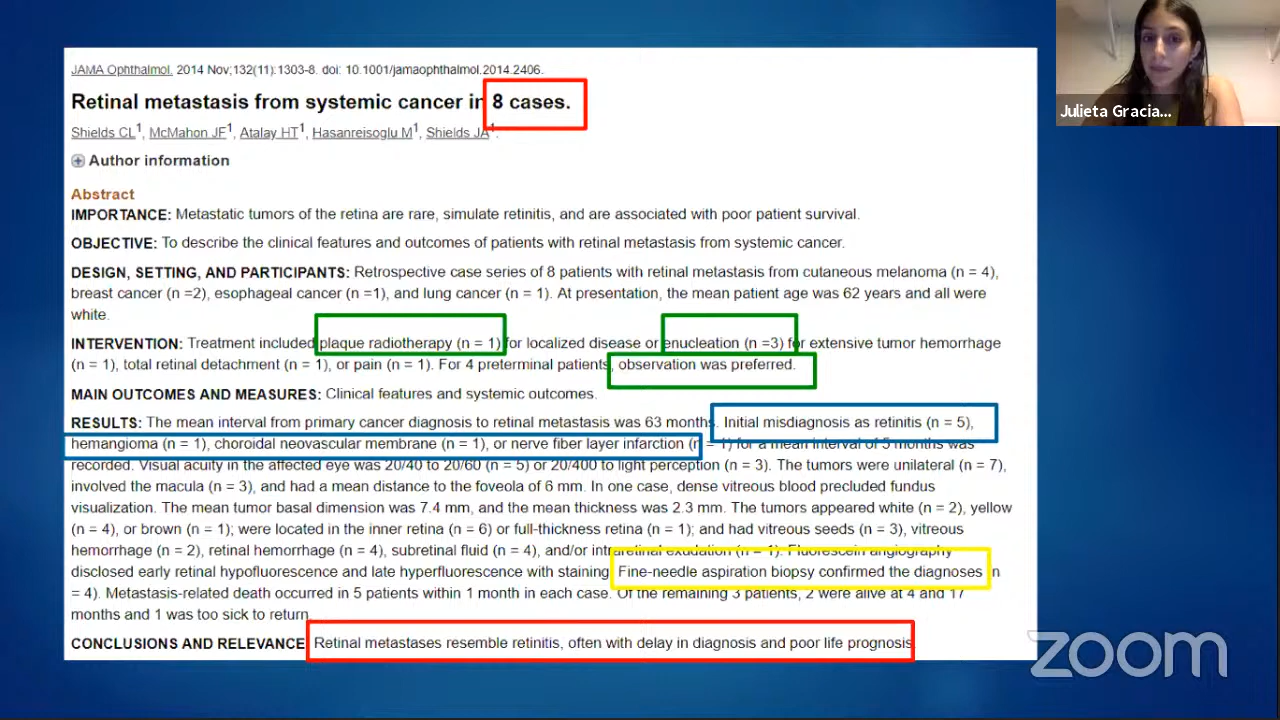 JAMA Ophthalmol. 2014 Nov;132(11):1303-8. doi: 10.1001/jamaophthalmol.2014.2406.
Retinal metastasis from systemic cancer in 8 cases.
Shields CL1, McMahon JF1, Atalay HT1, Hasanreisoglu M1, Shields JA1.
Author information
Abstract
IMPORTANCE: Metastatic tumors of the retina are rare, simulate retinitis, and are associated with poor patient survival.
OBJECTIVE: To describe the clinical features and outcomes of patients with retinal metastasis from systemic cancer.
DESIGN, SETTING, AND PARTICIPANTS: Retrospective case series of 8 patients with retinal metastasis from cutaneous melanoma (n = 4),
breast cancer (n =2), esophageal cancer (n =1), and lung cancer (n = 1). At presentation, the mean patient age was 62 years and all were
white.
INTERVENTION: Treatment included plaque radiotherapy (n = 1) for localized disease or enucleation (n =3) for extensive tumor hemorrhage
(n = 1), total retinal detachment (n = 1), or pain (n = 1). For 4 preterminal patients, observation was preferred.
MAIN OUTCOMES AND MEASURES: Clinical features and systemic outcomes.
RESULTS: The mean interval from primary cancer diagnosis to retinal metastasis was 63 months. Initial misdiagnosis as retinitis (n = 5),
hemangioma (n = 1), choroidal neovascular membrane (n = 1), or nerve fiber layer infarction (n = 1) for a mean interval of 5 months was
recorded. Visual acuity in the affected eye was 20/40 to 20/60 (n = 5) or 20/400 to light perception (n = 3). The tumors were unilateral (n = 7),
involved the macula (n = 3), and had a mean distance to the foveola of 6 mm. In one case, dense vitreous blood precluded fundus
visualization. The mean tumor basal dimension was 7.4 mm, and the mean thickness was 2.3 mm. The tumors appeared white (n = 2), yellow
(n = 4), or brown (n = 1); were located in the inner retina (n = 6) or full-thickness retina (n = 1); and had vitreous seeds (n = 3), vitreous
hemorrhage (n = 2), retinal hemorrhage (n = 4), subretinal fluid (n = 4), and/or intraretinal exudation (n = 1). Fluorescein angiography
disclosed early retinal hypofluorescence and late hyperfluorescence with staining. Fine-needle aspiration biopsy confirmed the diagnoses (n
= 4). Metastasis-related death occurred in 5 patients within 1 month in each case. Of the remaining 3 patients, 2 were alive at 4 and 17
months and 1 was too sick to return.
CONCLUSIONS AND RELEVANCE: Retinal metastases resemble retinitis, often with delay in diagnosis and poor life prognosis.
Julieta Gracia...
zoom